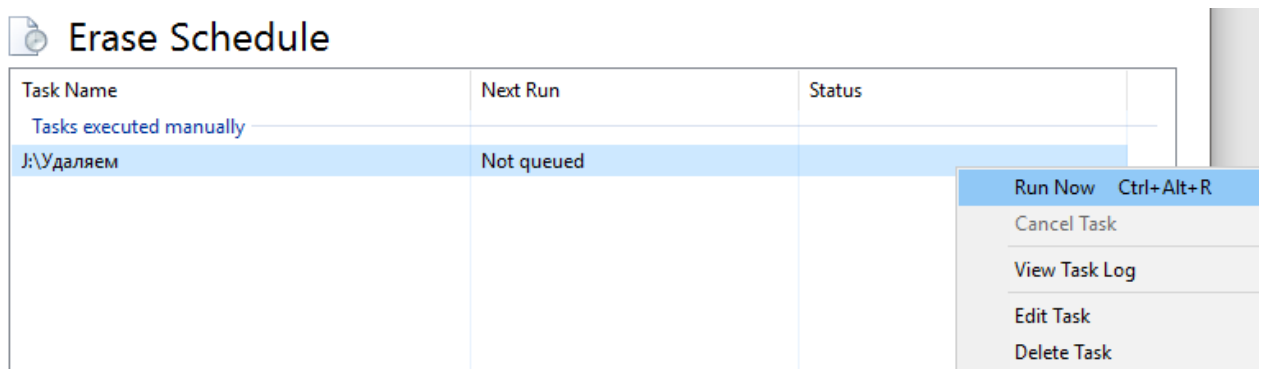 Erase Schedule
Task Name Next Run Status
Tasks executed manually
J:\Удаляем Not queued
Run Now Ctrl+Alt+R
Cancel Task
View Task Log
Edit Task
Delete Task